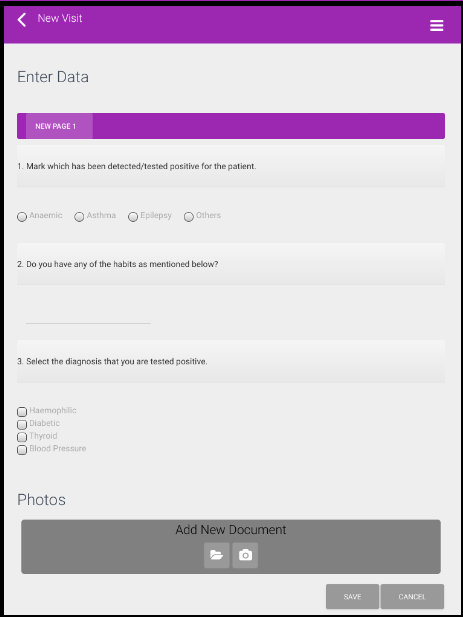 New Visit
Enter Data
NEW PAGE 1
1. Mark which has been detected/tested positive for the patient.
Anaemic Asthma Epilepsy Others
2. Do you have any of the habits as mentioned below?
3. Select the diagnosis that you are tested positive.
Haemophilic
Diabetic
Thyroid
Blood Pressure
Photos
Add New Document
SAVE CANCEL